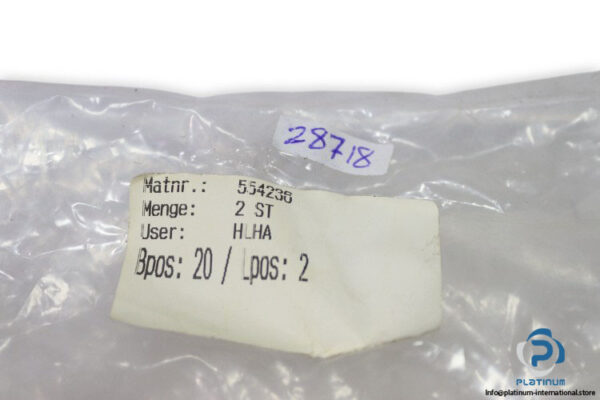 28718
Matnr.: 554236
Menge: 2 ST
User: HLHA
Bpos: 20 / Lpos: 2
PLATINUM
Info@platinum-international.store